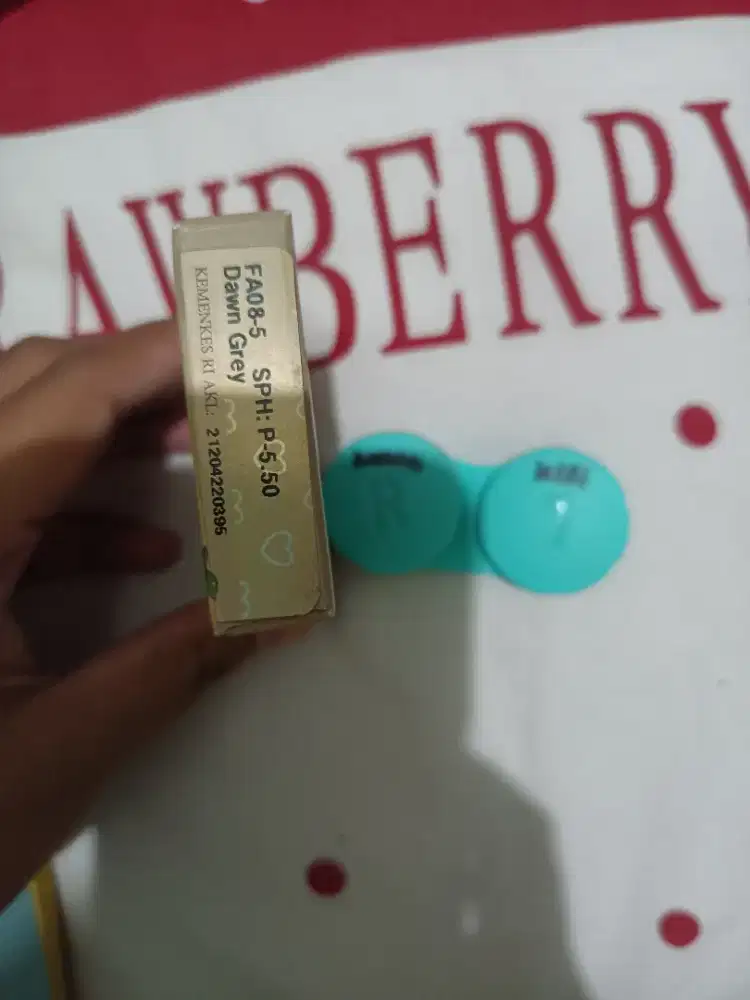 AWBERRY
FA08-5 SPH: P-5.50
Dawn Grey
KEMENKES RI AKL: 21204220395
R